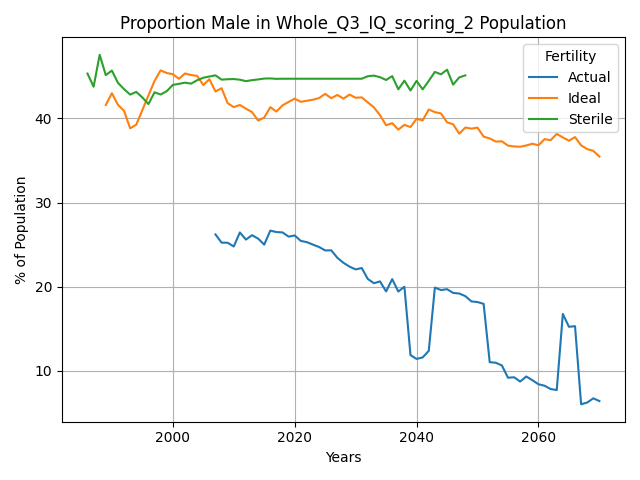 Proportion Male in Whole_Q3_IQ_scoring_2 Population
Fertility
Actual
Ideal
Sterile
% of Population
40
30
20
10
2000
2020
2040
2060
Years